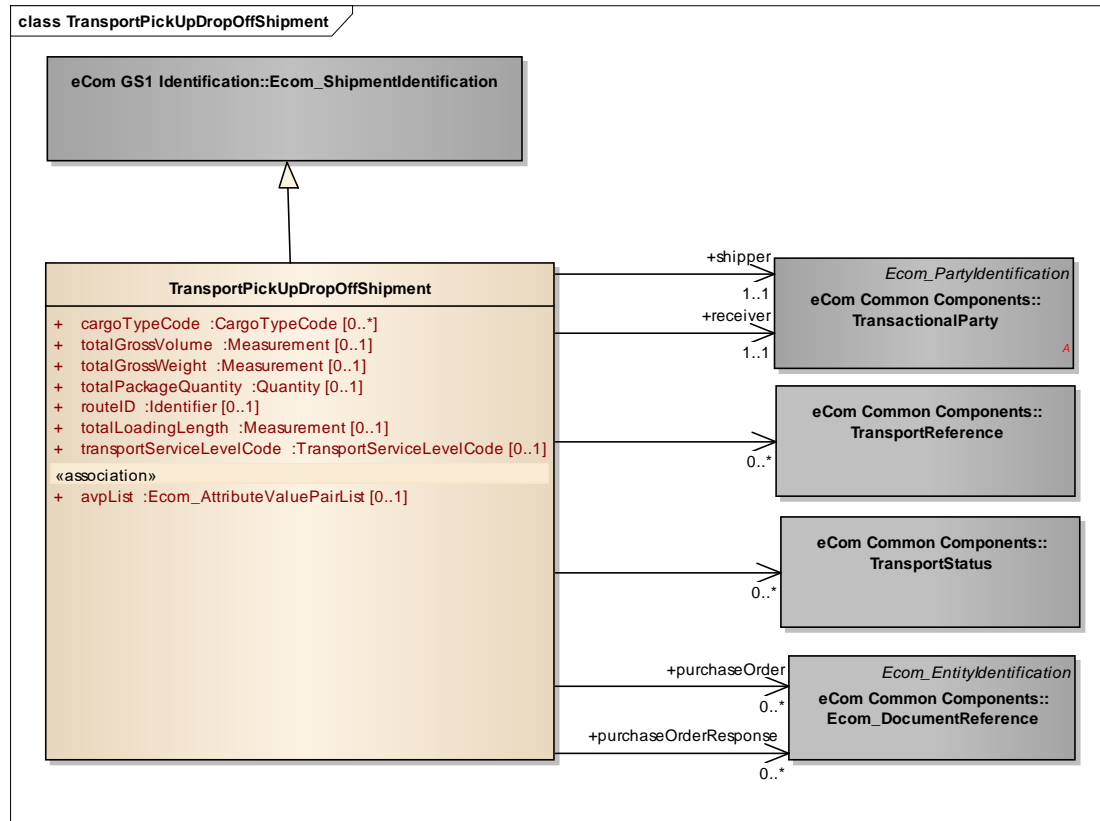 class TransportPickUpDropOffShipment
eCom GS1 Identification::Ecom_ShipmentIdentification
TransportPickUpDropOffShipment
+ cargoTypeCode :CargoTypeCode [0..*]
+ totalGrossVolume :Measurement [0..1]
+ totalGrossWeight :Measurement [0..1]
+ totalPackageQuantity :Quantity [0..1]
+ routeID :Identifier [0..1]
+ totalLoadingLength :Measurement [0..1]
+ transportServiceLevelCode :TransportServiceLevelCode [0..1]
«association»
+ avpList :Ecom_AttributeValuePairList [0..1]
+shipper
1..1
+receiver
1..1
Ecom_PartyIdentification
eCom Common Components::
TransactionalParty
A
eCom Common Components::
TransportReference
0..*
eCom Common Components::
TransportStatus
0..*
+purchaseOrder
0..*
+purchaseOrderResponse
0..*
Ecom_EntityIdentification
eCom Common Components::
Ecom_DocumentReference